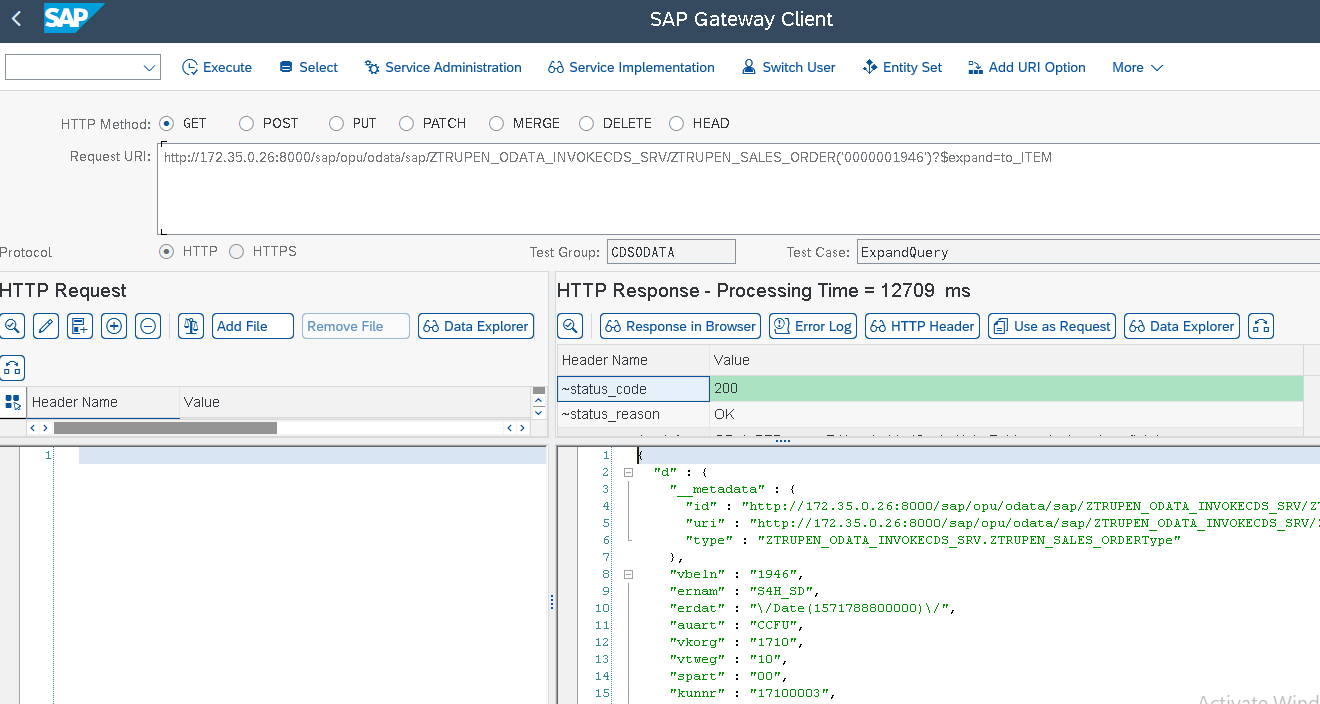 SAP
SAP Gateway Client
Execute Select Service Administration Service Implementation Switch User Entity Set Add URI Option More
HTTP Method: GET POST PUT PATCH MERGE DELETE HEAD
Request URI: http://172.35.0.26:8000/sap/opu/odata/sap/ZTRUPEN_ODATA_INVOKECDS_SRV/ZTRUPEN_SALES_ORDER('0000001946')?$expand=to_ITEM
Protocol HTTP HTTPS Test Group: CDSODATA Test Case: ExpandQuery
HTTP Request
Add File Remove File Data Explorer
Header Name Value
1
HTTP Response - Processing Time = 12709 ms
Response in Browser Error Log HTTP Header Use as Request Data Explorer
Header Name Value
~status_code 200
~status_reason OK
1 {
2 "d" : {
3 "__metadata" : {
4 "id" : "http://172.35.0.26:8000/sap/opu/odata/sap/ZTRUPEN_ODATA_INVOKECDS_SRV/ZT
5 "uri" : "http://172.35.0.26:8000/sap/opu/odata/sap/ZTRUPEN_ODATA_INVOKECDS_SRV/
6 "type" : "ZTRUPEN_ODATA_INVOKECDS_SRV.ZTRUPEN_SALES_ORDERType"
7 },
8 "vbeln" : "1946",
9 "ernam" : "S4H_SD",
10 "erdat" : "\/Date(1571788800000)\/",
11 "auart" : "CCFU",
12 "vkorg" : "1710",
13 "vtweg" : "10",
14 "spart" : "00",
15 "kunnr" : "17100003",